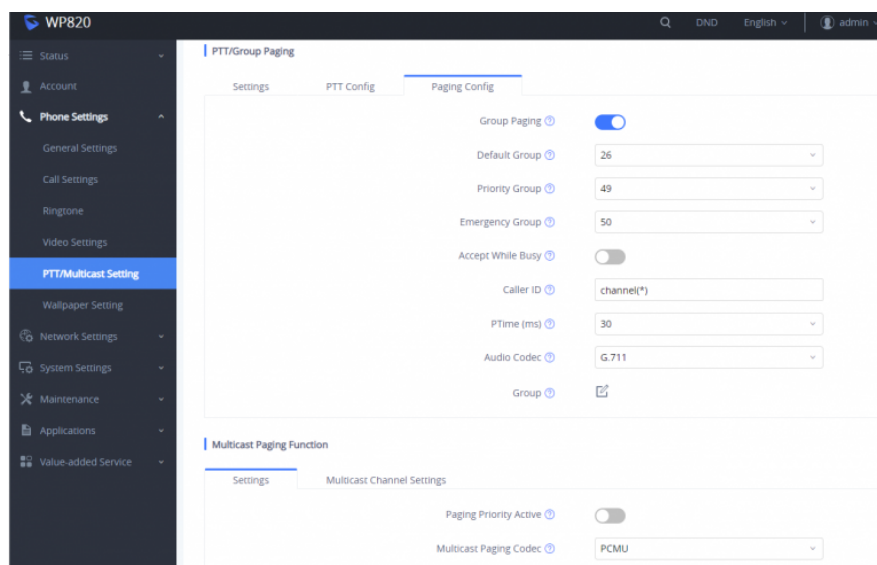 WP820
DND English admin
Status
Account
Phone Settings
General Settings
Call Settings
Ringtone
Video Settings
PTT/Multicast Setting
Wallpaper Setting
Network Settings
System Settings
Maintenance
Applications
Value-added Service
PTT/Group Paging
Settings PTT Config Paging Config
Group Paging
Default Group 26
Priority Group 49
Emergency Group 50
Accept While Busy
Caller ID channel(*)
PTime (ms) 30
Audio Codec G.711
Group
Multicast Paging Function
Settings Multicast Channel Settings
Paging Priority Active
Multicast Paging Codec PCMU